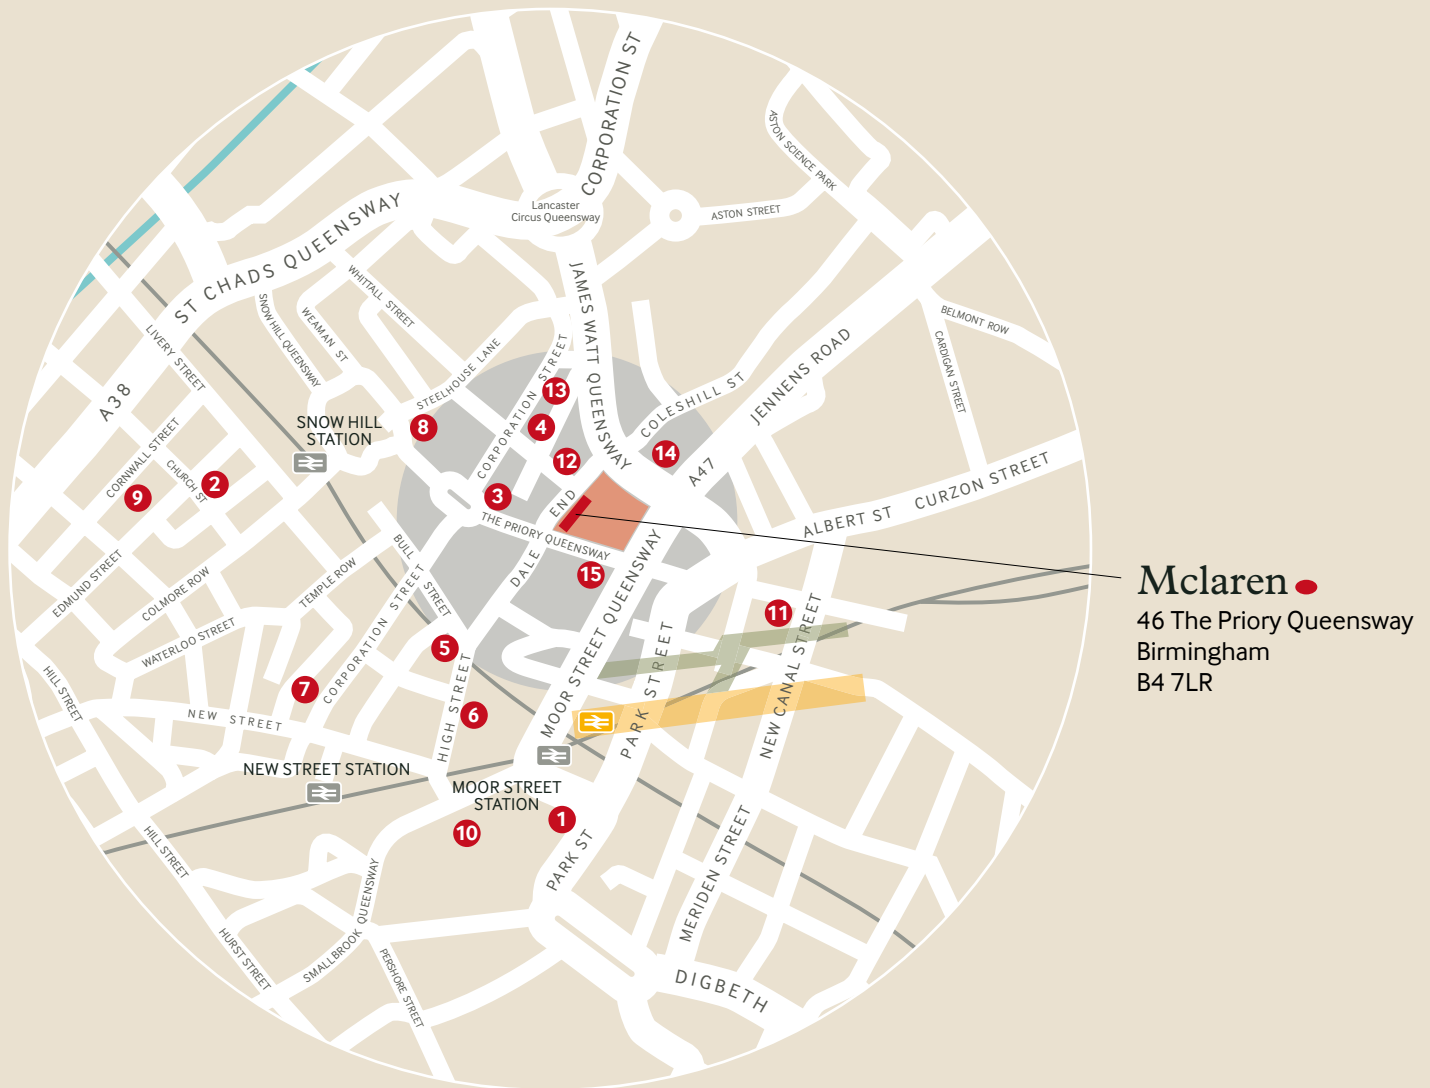 CORPORATION ST
ASTON SCIENCE PARK
Lancaster
Circus Queensway
ASTON STREET
ST CHADS QUEENSWAY
WHITTALL STREET
JAMES WATT QUEENSWAY
SNOW HILL QUEENSWAY
WEAMAN ST
LIVERY STREET
BELMONT ROW
CARDIGAN STREET
JENNENS ROAD
STEELHOUSE LANE
CORPORATION STREET
COLESHILL ST
A38
13
SNOW HILL
STATION
8
4
12
14
A47
CORNWALL STREET
CHURCH ST
9
2
3
CURZON STREET
ALBERT ST
DALE END
THE PRIORY QUEENSWAY
15
BULL STREET
EDMUND STREET
COLMORE ROW
TEMPLE ROW
WATERLOO STREET
CORPORATION STREET
MOOR STREET QUEENSWAY
11
5
Mclaren
46 The Priory Queensway
Birmingham
B4 7LR
HILL STREET
7
NEW STREET
HIGH STREET
6
PARK STREET
NEW CANAL STREET
NEW STREET STATION
MOOR STREET
STATION
10
1
HILL STREET
PARK ST
MERIDEN STREET
SMALLBROOK QUEENSWAY
HURST STREET
PERSHORE STREET
DIGBETH